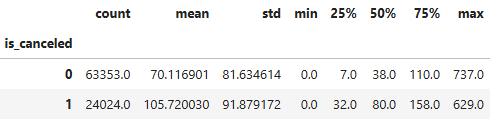 count mean std min 25% 50% 75% max
is_canceled
0 63353.0 70.116901 81.634614 0.0 7.0 38.0 110.0 737.0
1 24024.0 105.720030 91.879172 0.0 32.0 80.0 158.0 629.0